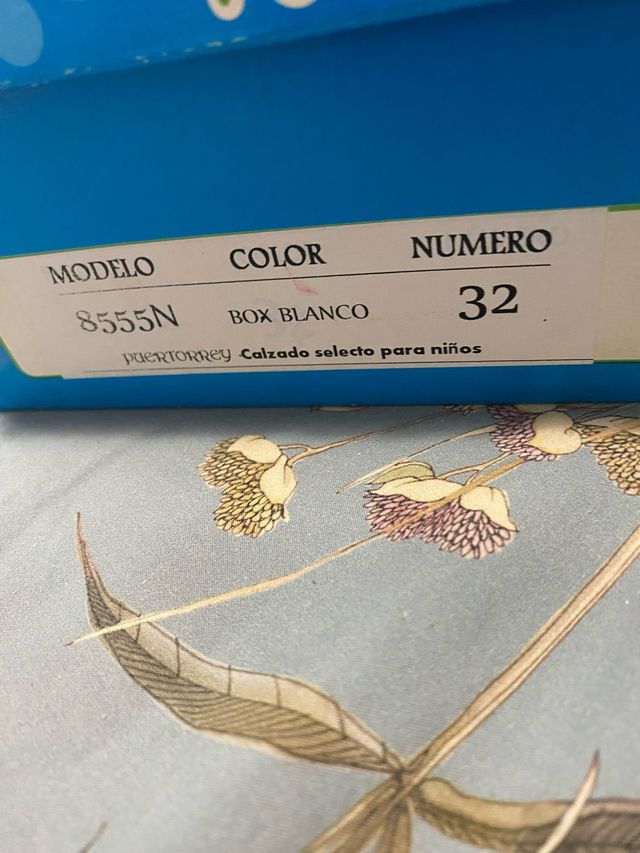 MODELO COLOR NUMERO
8555N BOX BLANCO 32
PUERTORREY Calzado selecto para niños